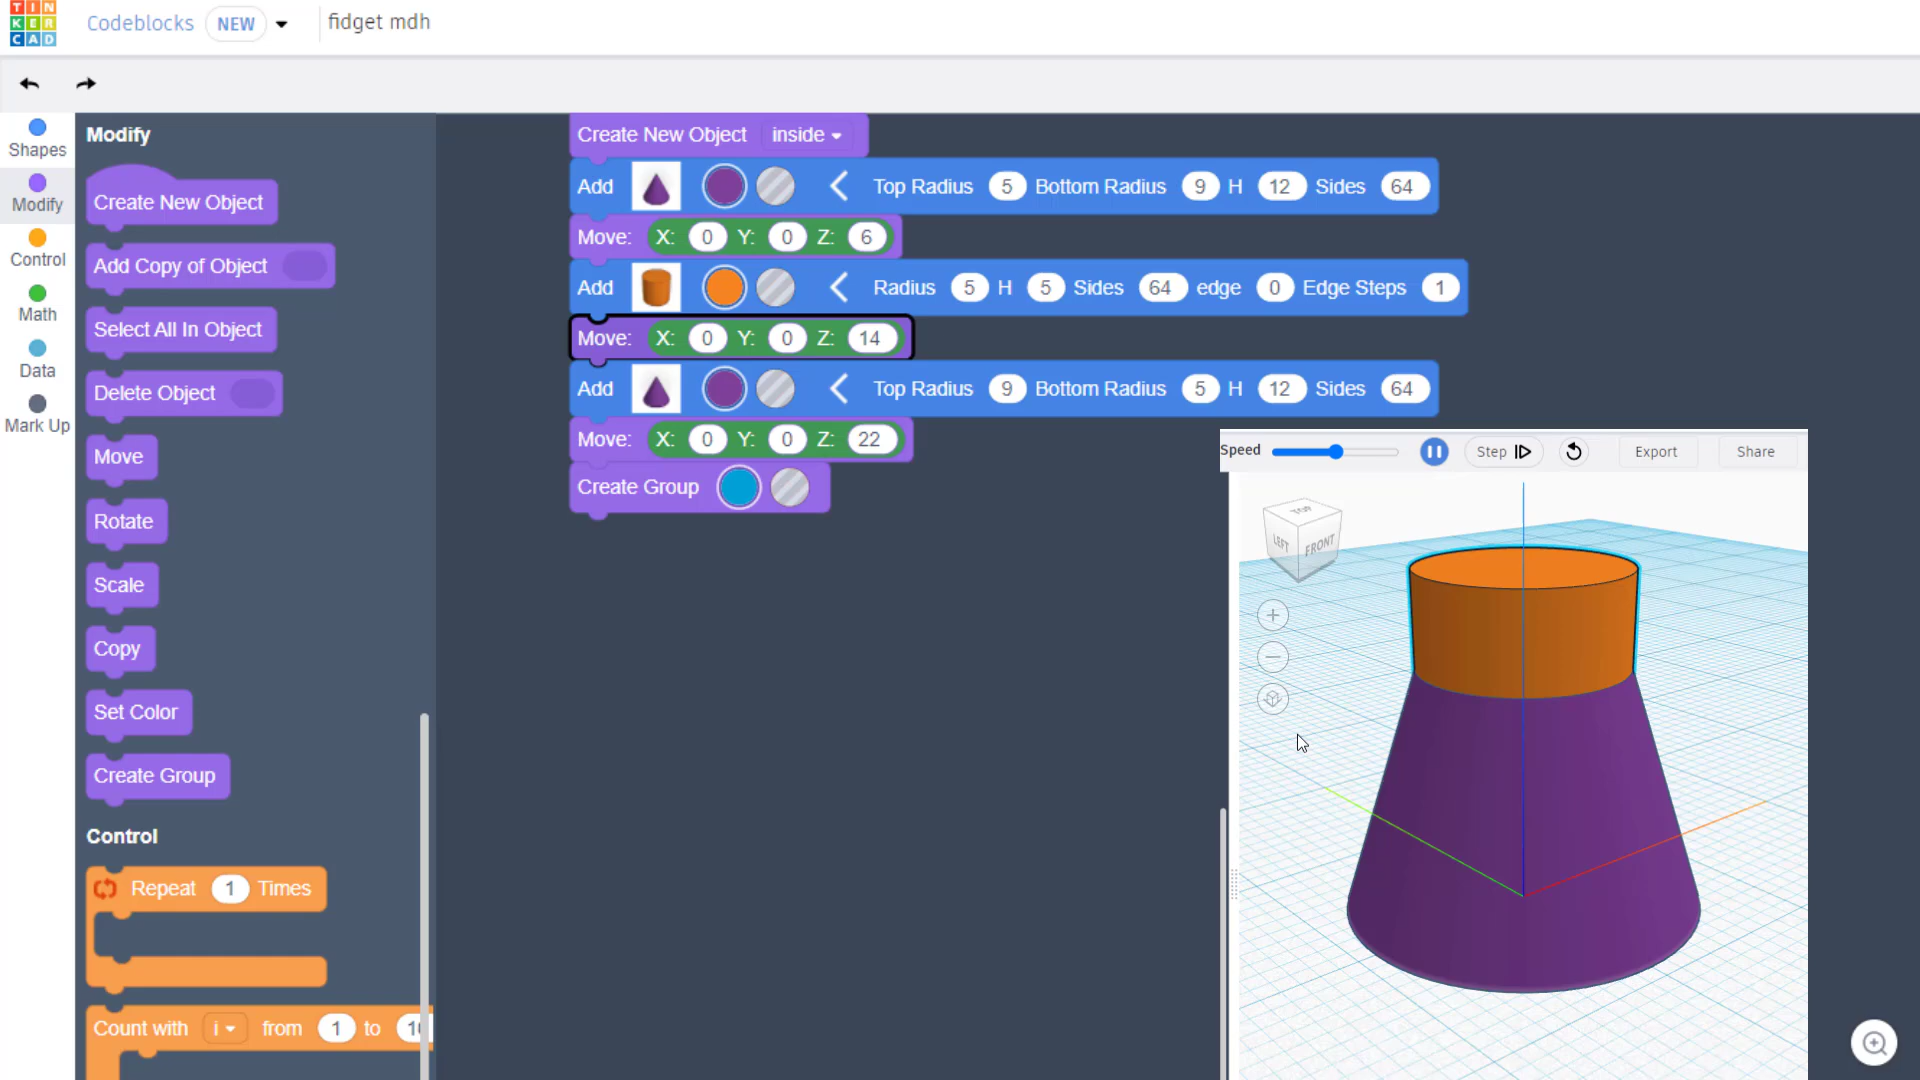 TIN
KER
CAD
Codeblocks NEW
fidget mdh
Shapes
Modify
Control
Math
Data
Mark Up
Modify
Create New Object
Add Copy of Object
Select All In Object
Delete Object
Move
Rotate
Scale
Copy
Set Color
Create Group
Control
Repeat 1 Times
Count with i from 1 to 10
Create New Object inside
Add Top Radius 5 Bottom Radius 9 H 12 Sides 64
Move: X: 0 Y: 0 Z: 6
Add Radius 5 H 5 Sides 64 edge 0 Edge Steps 1
Move: X: 0 Y: 0 Z: 14
Add Top Radius 9 Bottom Radius 5 H 12 Sides 64
Move: X: 0 Y: 0 Z: 22
Create Group
Speed Step Export Share
TOP
LEFT FRONT